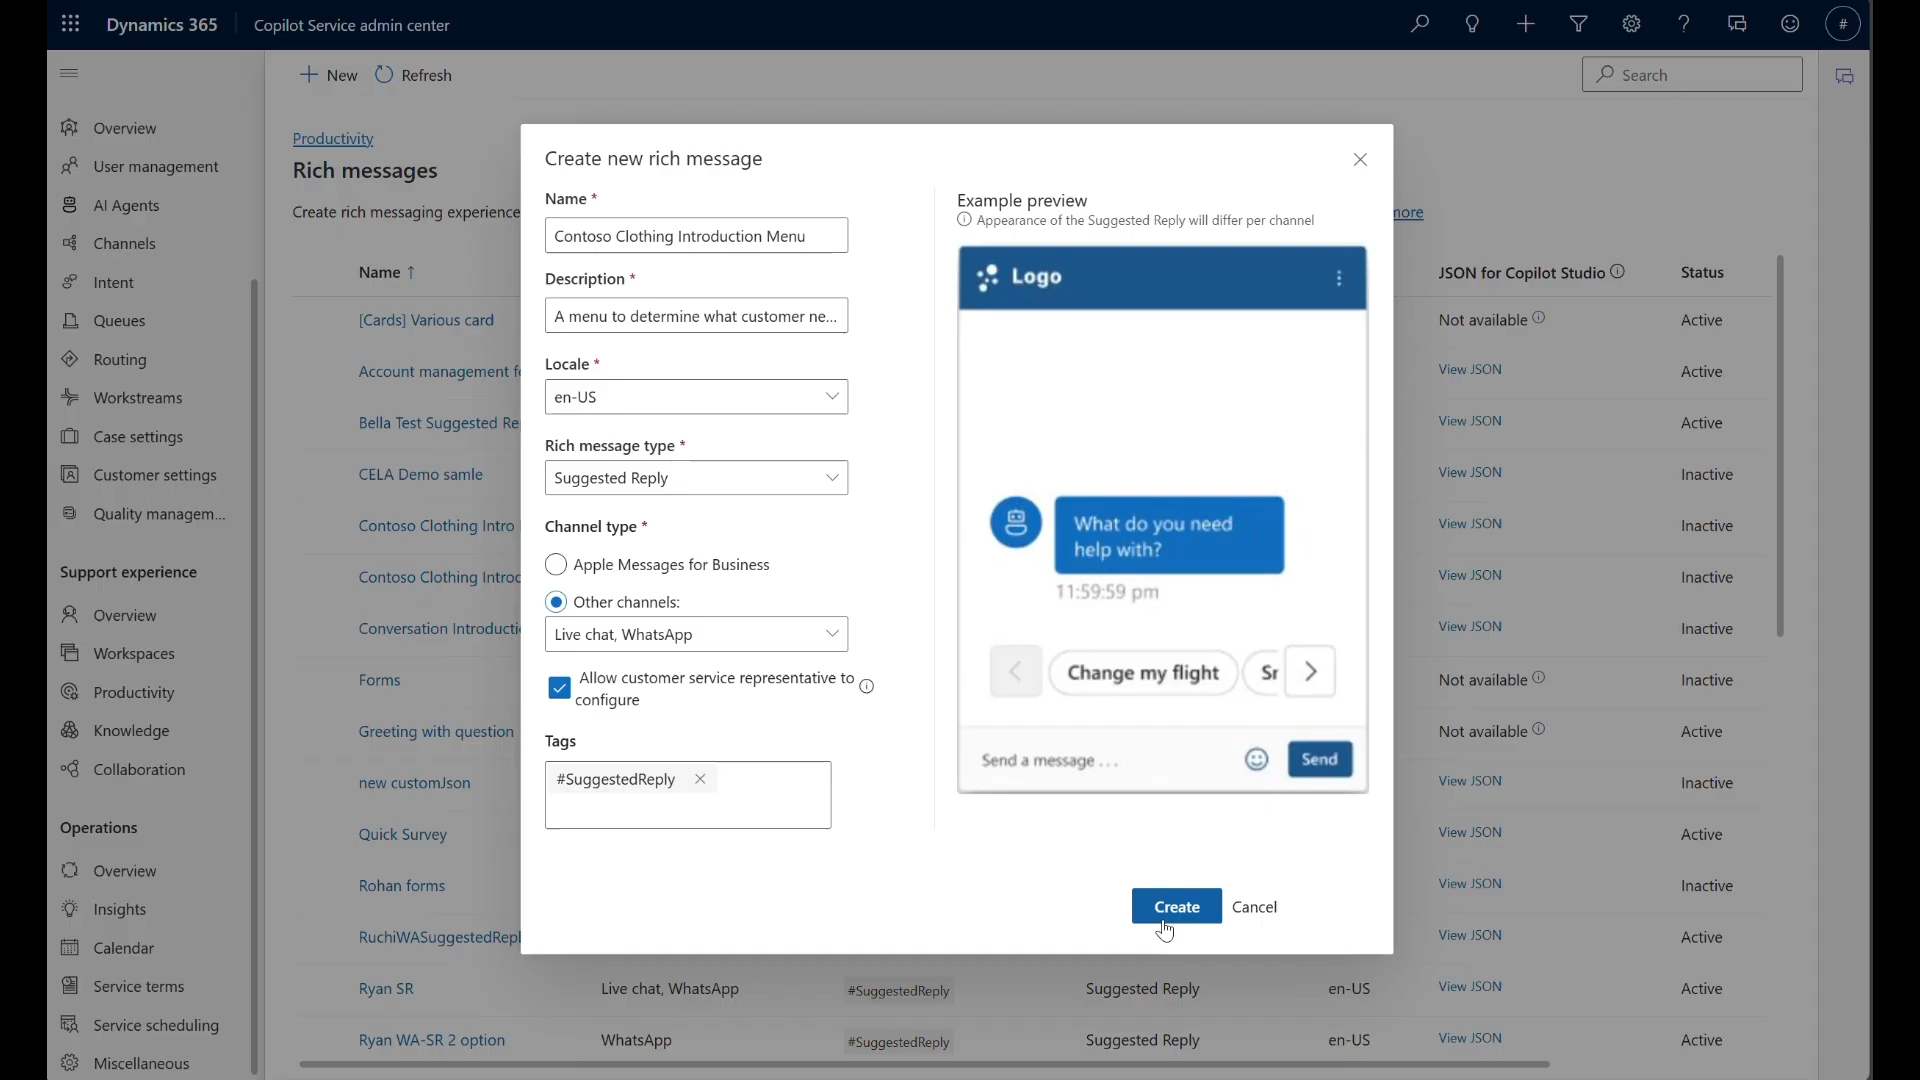 Dynamics 365
Copilot Service admin center
#
New
Refresh
Search
Overview
User management
AI Agents
Channels
Intent
Queues
Routing
Workstreams
Case settings
Customer settings
Quality managem...
Support experience
Overview
Workspaces
Productivity
Knowledge
Collaboration
Operations
Overview
Insights
Calendar
Service terms
Service scheduling
Miscellaneous
Productivity
Rich messages
Create rich messaging experience
more
Name ↑
JSON for Copilot Studio
Status
[Cards] Various card
Not available
Active
Account management fo
View JSON
Active
Bella Test Suggested Re
View JSON
Active
CELA Demo samle
View JSON
Inactive
Contoso Clothing Intro
View JSON
Inactive
Contoso Clothing Introd
View JSON
Inactive
Conversation Introducti
View JSON
Inactive
Forms
Not available
Inactive
Greeting with question
Not available
Active
new customJson
View JSON
Inactive
Quick Survey
View JSON
Active
Rohan forms
View JSON
Inactive
RuchiWASuggestedRepl
View JSON
Active
Ryan SR
Live chat, WhatsApp
#SuggestedReply
Suggested Reply
en-US
View JSON
Active
Ryan WA-SR 2 option
WhatsApp
#SuggestedReply
Suggested Reply
en-US
View JSON
Active
Create new rich message
Name *
Contoso Clothing Introduction Menu
Description *
A menu to determine what customer ne...
Locale *
en-US
Rich message type *
Suggested Reply
Channel type *
Apple Messages for Business
Other channels:
Live chat, WhatsApp
Allow customer service representative to
configure
Tags
#SuggestedReply
Example preview
Appearance of the Suggested Reply will differ per channel
Logo
What do you need
help with?
11:59:59 pm
Change my flight
Send a message ...
Send
Create
Cancel